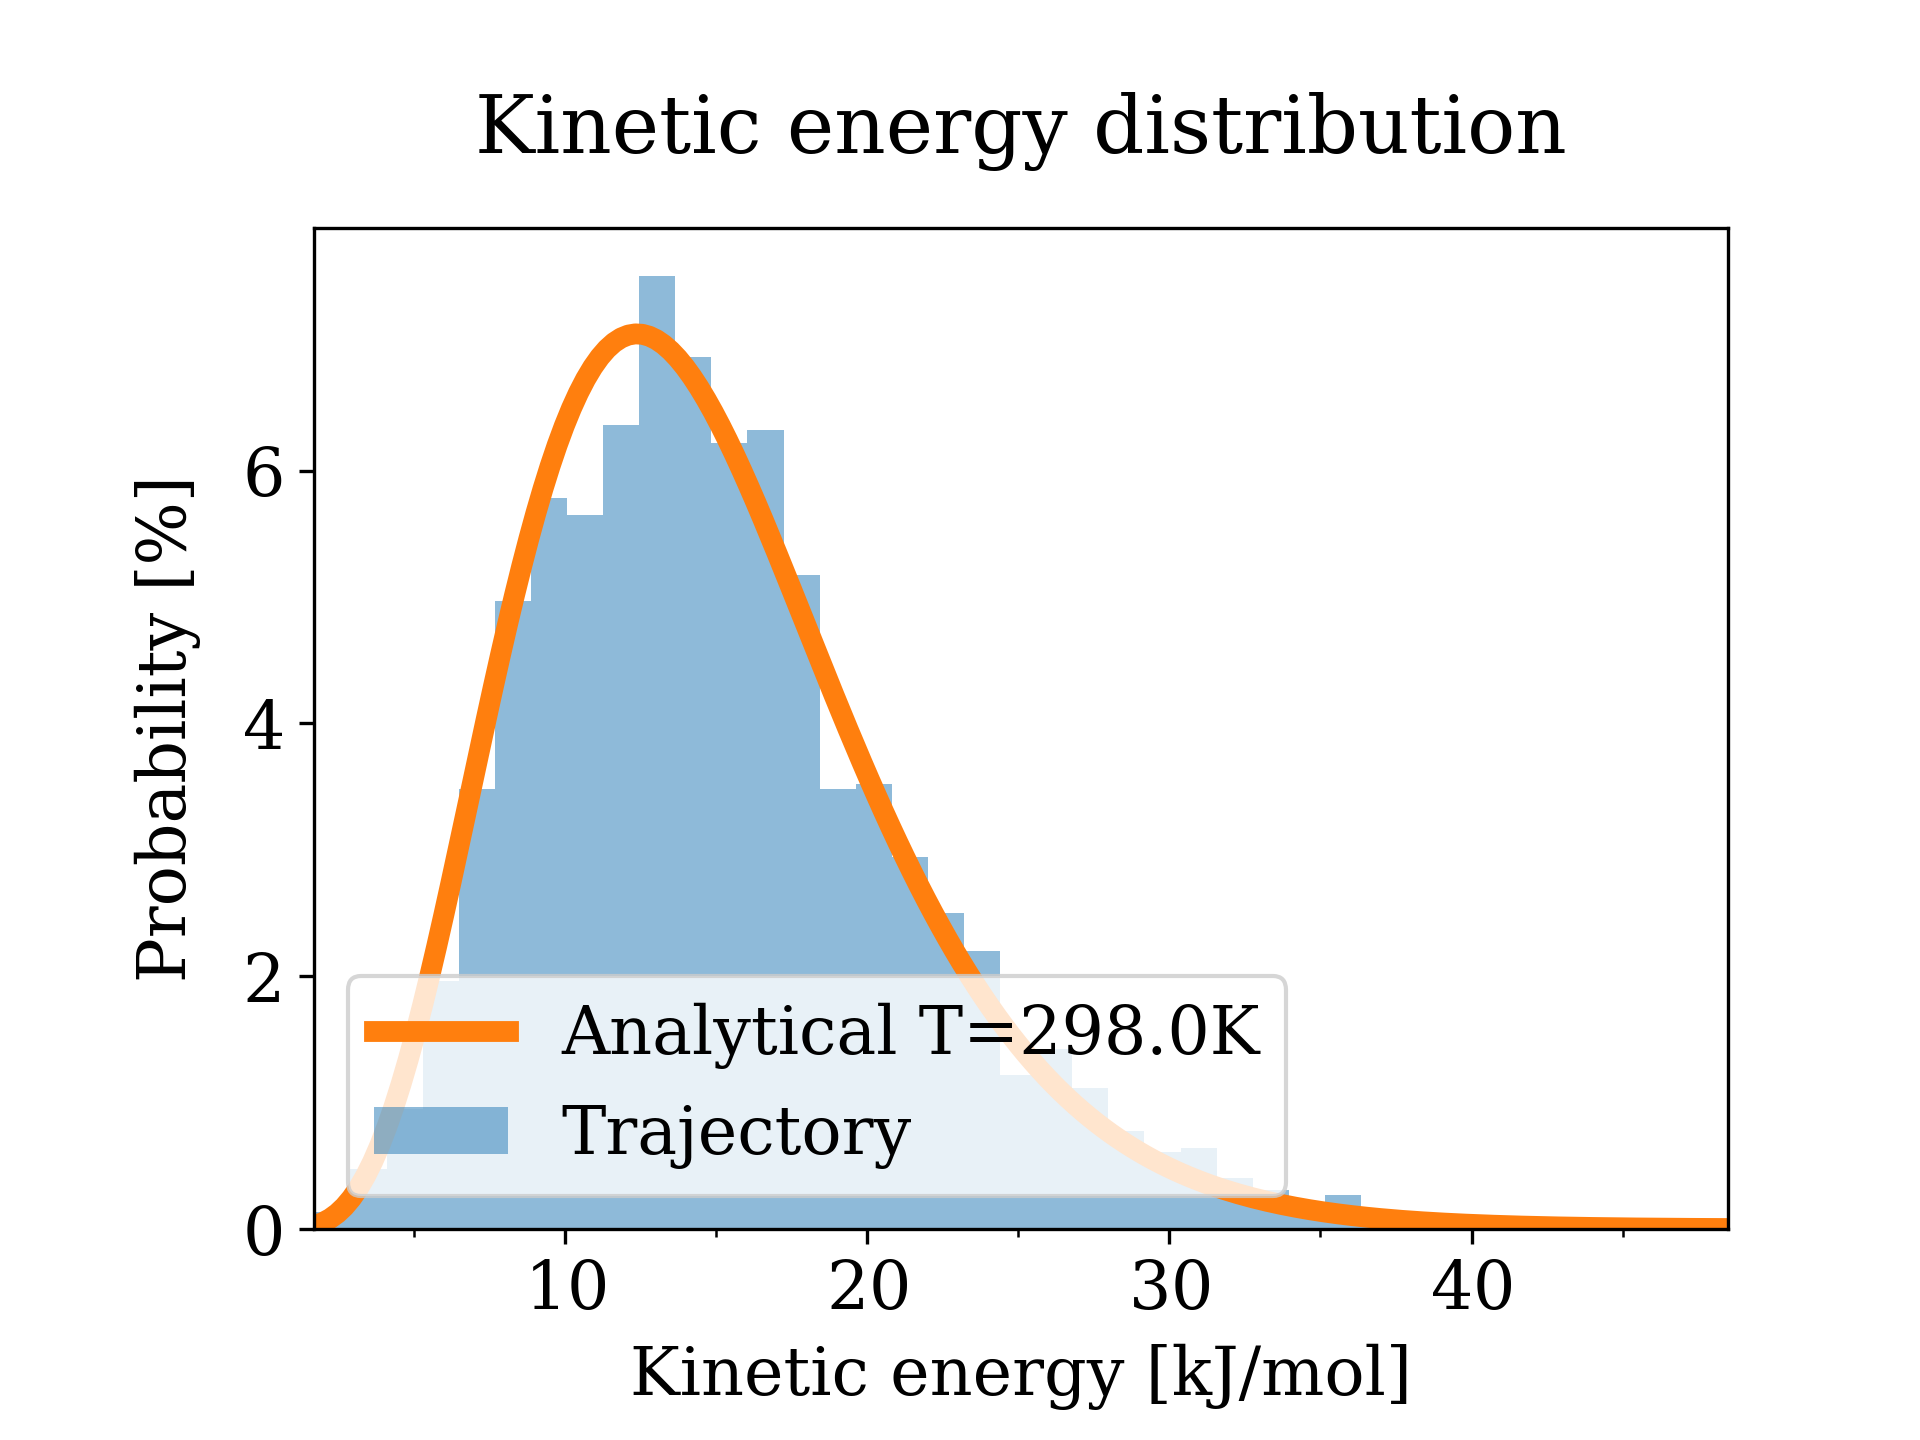 Kinetic energy distribution
Probability [%]
6
4
2
0
Analytical T=298.0K
Trajectory
10 20 30 40
Kinetic energy [kJ/mol]